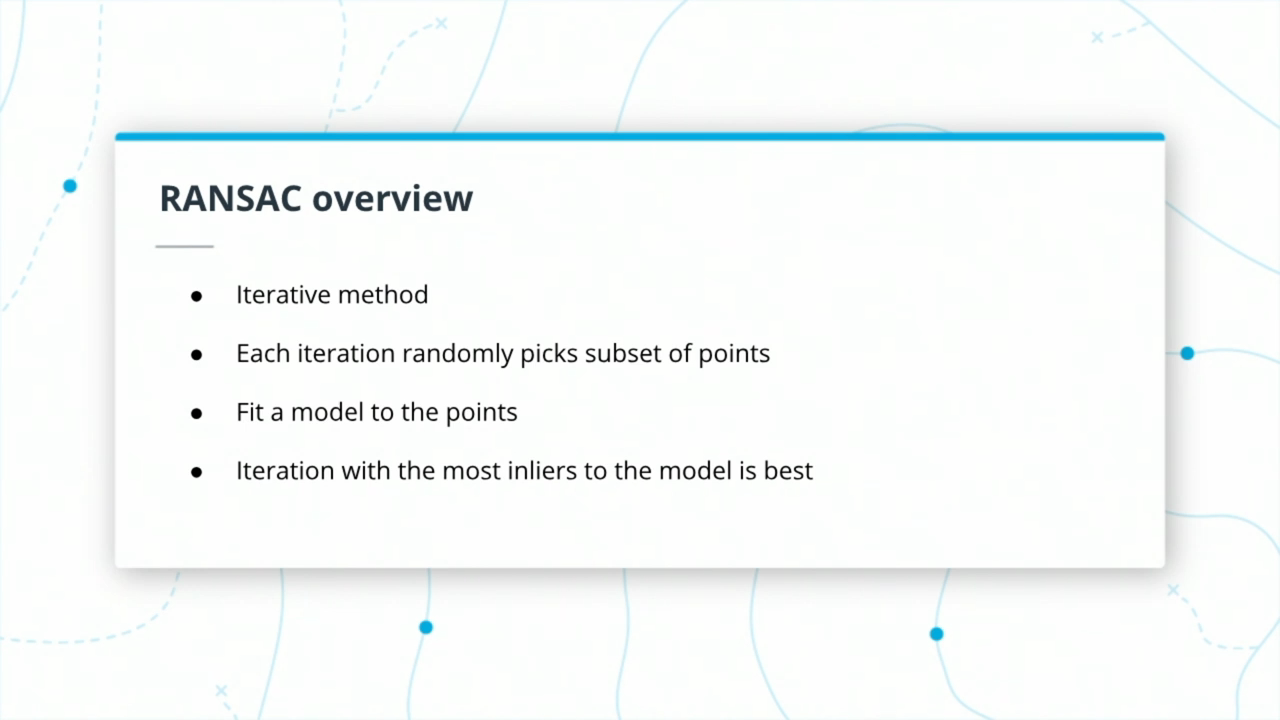 RANSAC overview
● Iterative method
● Each iteration randomly picks subset of points
● Fit a model to the points
● Iteration with the most inliers to the model is best